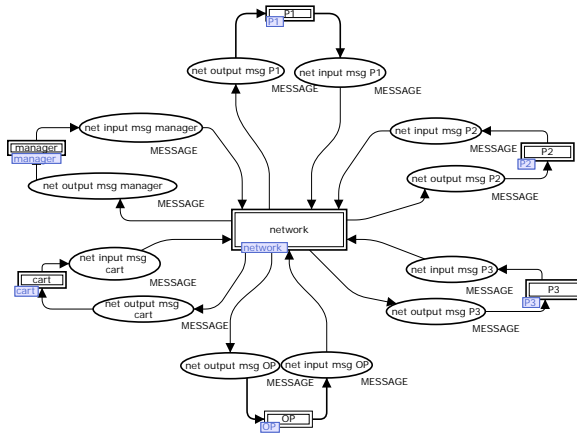 P1
P1
net output msg P1
net input msg P1
MESSAGE
MESSAGE
net input msg manager
MESSAGE
net input msg P2
MESSAGE
manager
manager
P2
P2
net output msg manager
MESSAGE
net output msg P2
MESSAGE
network
network
net input msg
cart
MESSAGE
net input msg P3
MESSAGE
cart
cart
P3
P3
net output msg
cart
MESSAGE
net output msg P3
MESSAGE
net output msg OP
MESSAGE
net input msg OP
MESSAGE
OP
OP